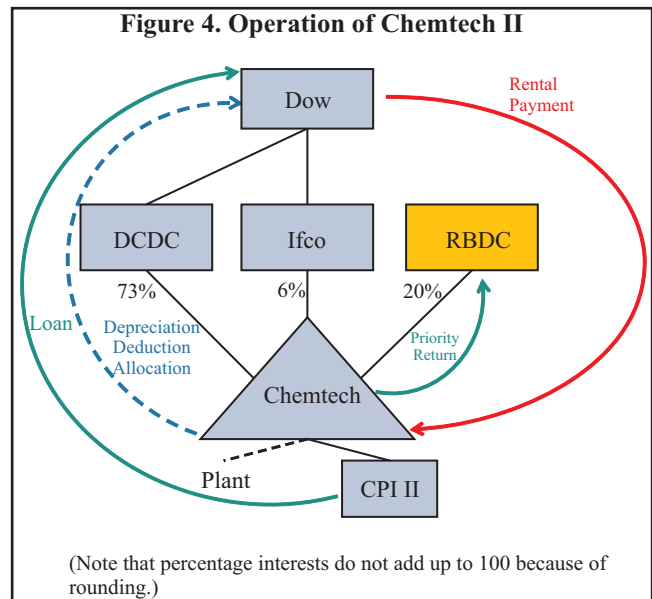 Figure 4. Operation of Chemtech II
Dow
Rental
Payment
DCDC
Ifco
RBDC
73%
6%
20%
Loan
Depreciation
Deduction
Allocation
Priority
Return
Chemtech
Plant
CPI II
(Note that percentage interests do not add up to 100 because of
rounding.)